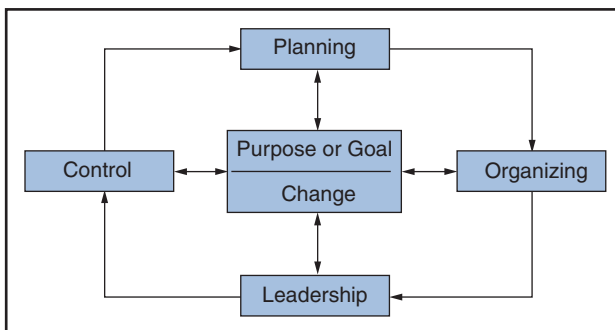 Planning
Purpose or Goal
Change
Control
Organizing
Leadership